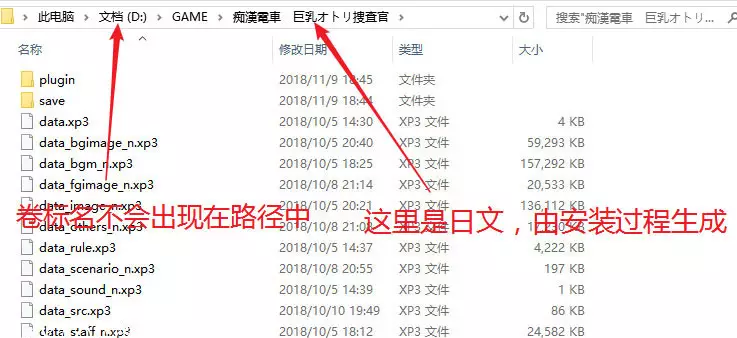 此电脑 > 文档 (D:) > GAME > 痴漢電車 巨乳オトリ捜査官 >
搜索"痴漢電車 巨乳オトリ...
名称 修改日期 类型 大小
plugin 2018/11/9 18:45 文件夹
save 2018/11/9 18:44 文件夹
data.xp3 2018/10/5 14:30 XP3 文件 4 KB
data_bgimage_n.xp3 2018/10/5 20:40 XP3 文件 59,293 KB
data_bgm_n.xp3 2018/10/5 18:25 XP3 文件 157,292 KB
data_fgimage_n.xp3 2018/10/8 21:14 XP3 文件 20,533 KB
data_image_n.xp3 2018/10/5 20:21 XP3 文件 136,112 KB
卷标名不会出现在路径中
这里是日文，由安装过程生成
data_others_n.xp3 2018/10/8 XP3 文件 KB
data_rule.xp3 2018/10/5 14:37 XP3 文件 4,222 KB
data_scenario_n.xp3 2018/10/8 20:55 XP3 文件 197 KB
data_sound_n.xp3 2018/10/5 14:39 XP3 文件 1 KB
data_src.xp3 2018/10/10 19:49 XP3 文件 86 KB
data_staff_n.xp3 2018/10/5 18:12 XP3 文件 24,582 KB